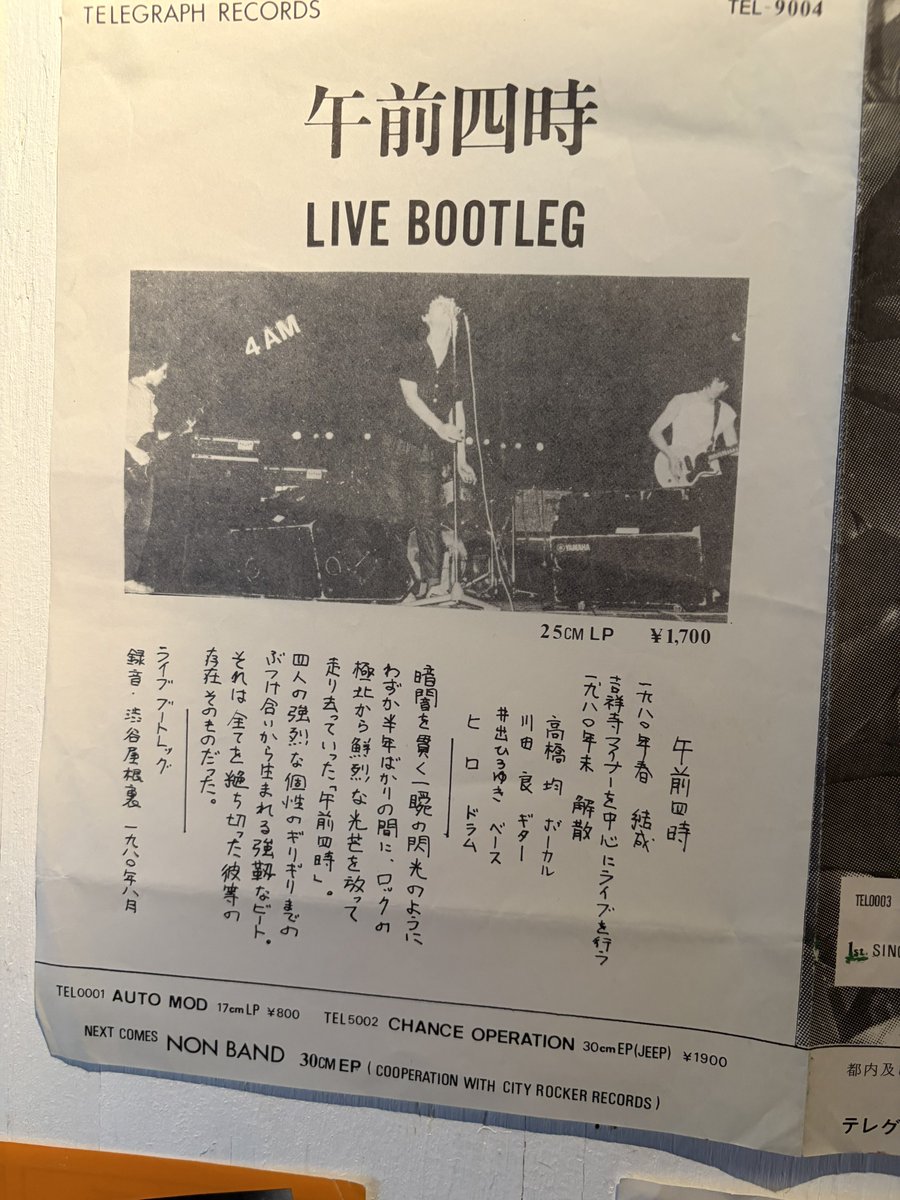 TELEGRAPH RECORDS
TEL-9004
午前四時
LIVE BOOTLEG
4 AM
YAMAHA
25CM LP ¥1,700
午前四時
一九八〇年春 結成
吉祥寺マイナーを中心にライブを行う
一九八〇年末 解散
高橋 均 ボーカル
川田 良 ギター
井出ひろゆき ベース
ヒロ ドラム
暗闇を貫く一瞬の閃光のように
わずか半年ばかりの間に、ロックの
極北から鮮烈な光芒を放って
走り去っていった「午前四時」。
四人の強烈な個性のギリギリまでの
ぶつけ合いから生まれる強靱なビート。
それは全てを絶ち切った彼等の
存在そのものだった。
ライブブートレッグ
録音・渋谷屋根裏 一九八〇年八月
TEL0001 AUTO MOD 17cm LP ¥800 TEL5002 CHANCE OPERATION 30cm EP (JEEP) ¥1900
NEXT COMES NON BAND 30CM EP ( COOPERATION WITH CITY ROCKER RECORDS )
TEL0003
1st. SIN
都内及
テレグ